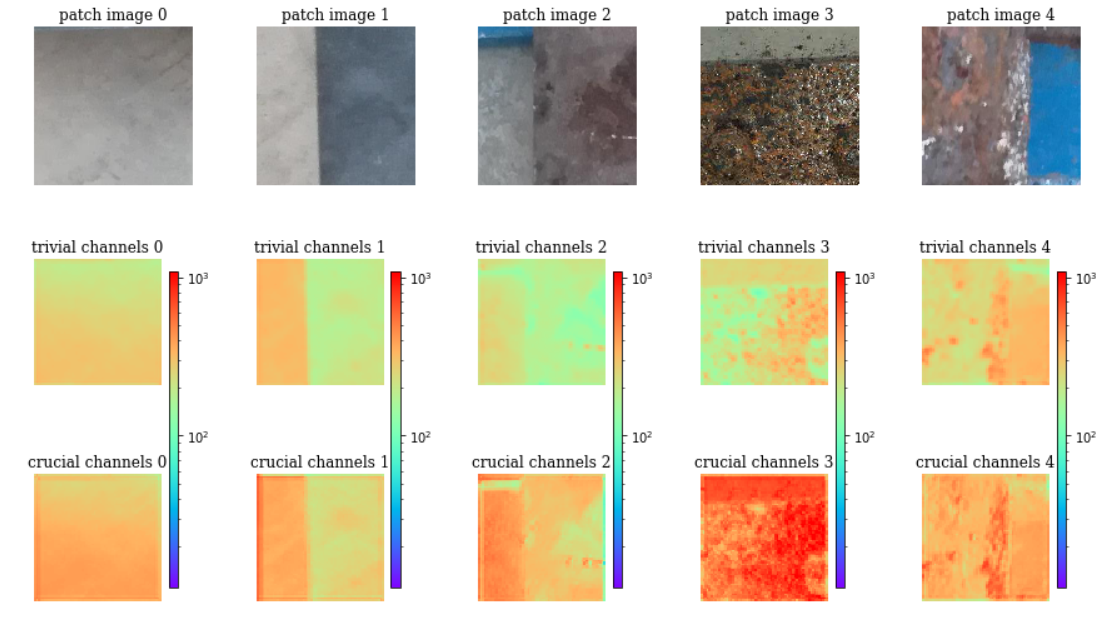 patch image 0
patch image 1
patch image 2
patch image 3
patch image 4
trivial channels 0
trivial channels 1
trivial channels 2
trivial channels 3
trivial channels 4
10³
10²
10³
10²
10³
10²
10³
10²
10³
10²
crucial channels 0
crucial channels 1
crucial channels 2
crucial channels 3
crucial channels 4